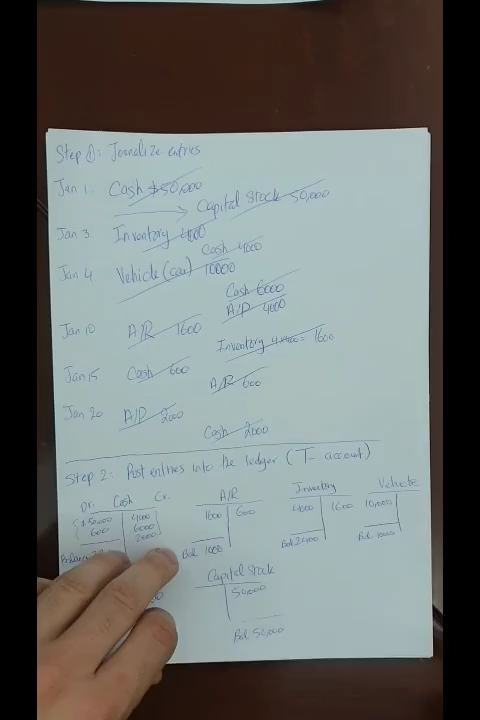 Step ①: Journalize entries
Jan 1 Cash $50,000
Capital Stock 50,000
Jan 3 Inventory 4000
Cash 4000
Jan 4 Vehicle (car) 10000
Cash 6000
A/P 4000
Jan 10 A/R 1600
Inventory 1600
Jan 15 Cash 600
A/R 600
Jan 20 A/P 2000
Cash 2000
Step 2: Post entries into the ledger (T- account)
Dr. Cash Cr.
$50,000 4000
600 6000
2000
Balance
A/R
1600 600
Bal 1000
Inventory
4000 1600
Bal 2400
Vehicle
10,000
Bal
Capital Stock
50,000
Bal 50,000